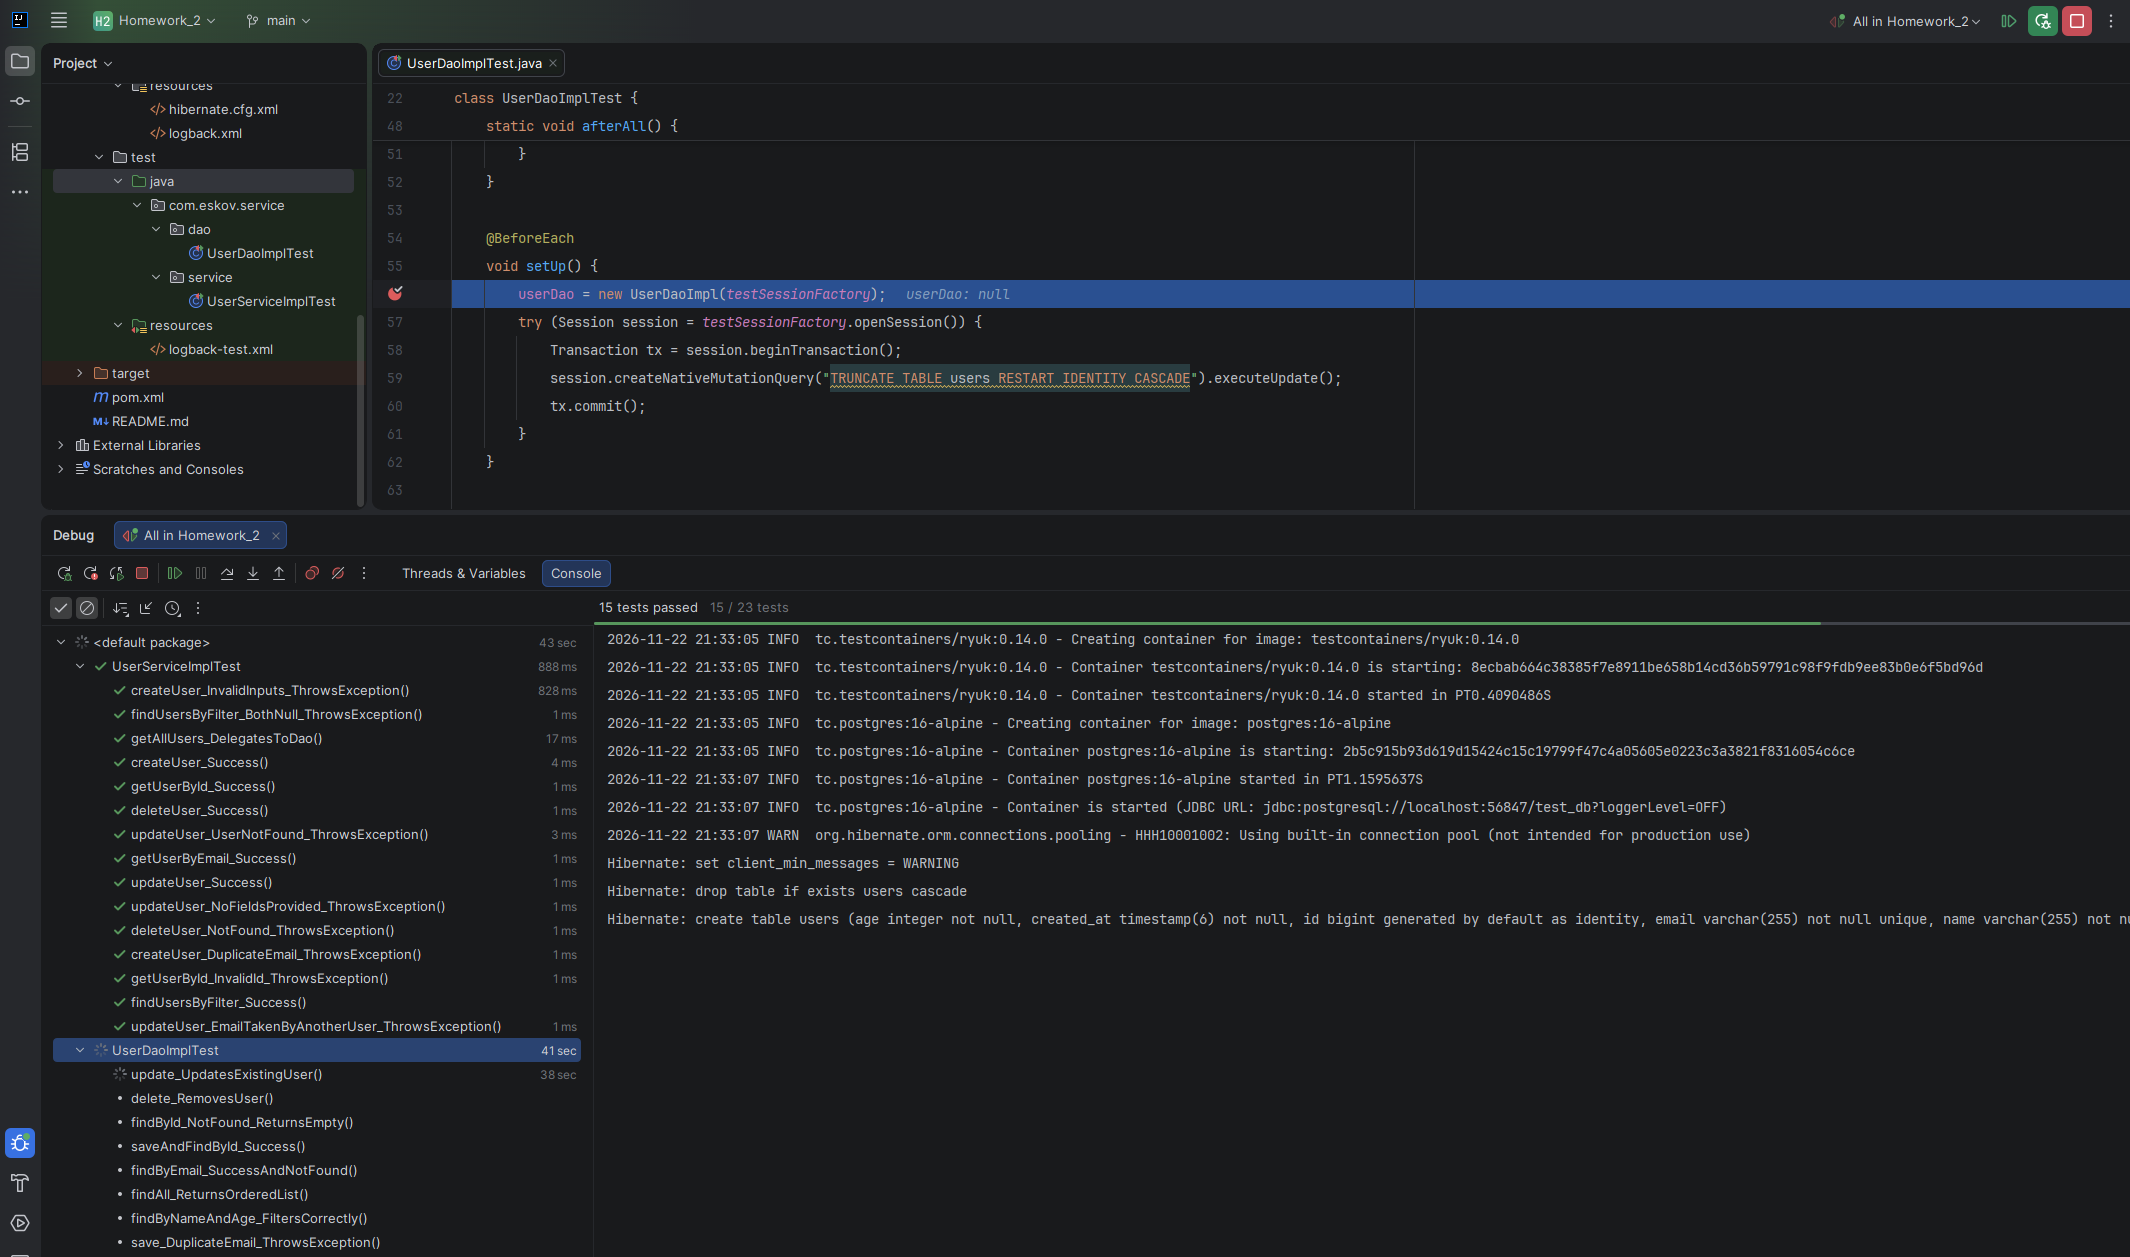 H2 Homework_2
main
All in Homework_2
Project
UserDaoImplTest.java
resources
hibernate.cfg.xml
logback.xml
test
java
com.eskov.service
dao
UserDaoImplTest
service
UserServiceImplTest
resources
logback-test.xml
target
pom.xml
README.md
External Libraries
Scratches and Consoles
22 class UserDaoImplTest {
48 static void afterAll() {
51 }
52 }
53
54 @BeforeEach
55 void setUp() {
userDao = new UserDaoImpl(testSessionFactory); userDao: null
57 try (Session session = testSessionFactory.openSession()) {
58 Transaction tx = session.beginTransaction();
59 session.createNativeMutationQuery("TRUNCATE TABLE users RESTART IDENTITY CASCADE").executeUpdate();
60 tx.commit();
61 }
62 }
63
Debug
All in Homework_2
Threads & Variables
Console
15 tests passed 15 / 23 tests
<default package> 43 sec
UserServiceImplTest 888 ms
createUser_InvalidInputs_ThrowsException() 828 ms
findUsersByFilter_BothNull_ThrowsException() 1 ms
getAllUsers_DelegatesToDao() 17 ms
createUser_Success() 4 ms
getUserById_Success() 1 ms
deleteUser_Success() 1 ms
updateUser_UserNotFound_ThrowsException() 3 ms
getUserByEmail_Success() 1 ms
updateUser_Success() 1 ms
updateUser_NoFieldsProvided_ThrowsException() 1 ms
deleteUser_NotFound_ThrowsException() 1 ms
createUser_DuplicateEmail_ThrowsException() 1 ms
getUserById_InvalidId_ThrowsException() 1 ms
findUsersByFilter_Success()
updateUser_EmailTakenByAnotherUser_ThrowsException() 1 ms
UserDaoImplTest 41 sec
update_UpdatesExistingUser() 38 sec
delete_RemovesUser()
findById_NotFound_ReturnsEmpty()
saveAndFindById_Success()
findByEmail_SuccessAndNotFound()
findAll_ReturnsOrderedList()
findByNameAndAge_FiltersCorrectly()
save_DuplicateEmail_ThrowsException()
2026-11-22 21:33:05 INFO tc.testcontainers/ryuk:0.14.0 - Creating container for image: testcontainers/ryuk:0.14.0
2026-11-22 21:33:05 INFO tc.testcontainers/ryuk:0.14.0 - Container testcontainers/ryuk:0.14.0 is starting: 8ecbab664c38385f7e8911be658b14cd36b59791c98f9fdb9ee83b0e6f5bd96d
2026-11-22 21:33:05 INFO tc.testcontainers/ryuk:0.14.0 - Container testcontainers/ryuk:0.14.0 started in PT0.4090486S
2026-11-22 21:33:05 INFO tc.postgres:16-alpine - Creating container for image: postgres:16-alpine
2026-11-22 21:33:05 INFO tc.postgres:16-alpine - Container postgres:16-alpine is starting: 2b5c915b93d619d15424c15c19799f47c4a05605e0223c3a3821f8316054c6ce
2026-11-22 21:33:07 INFO tc.postgres:16-alpine - Container postgres:16-alpine started in PT1.1595637S
2026-11-22 21:33:07 INFO tc.postgres:16-alpine - Container is started (JDBC URL: jdbc:postgresql://localhost:56847/test_db?loggerLevel=OFF)
2026-11-22 21:33:07 WARN org.hibernate.orm.connections.pooling - HHH10001002: Using built-in connection pool (not intended for production use)
Hibernate: set client_min_messages = WARNING
Hibernate: drop table if exists users cascade
Hibernate: create table users (age integer not null, created_at timestamp(6) not null, id bigint generated by default as identity, email varchar(255) not null unique, name varchar(255) not nu